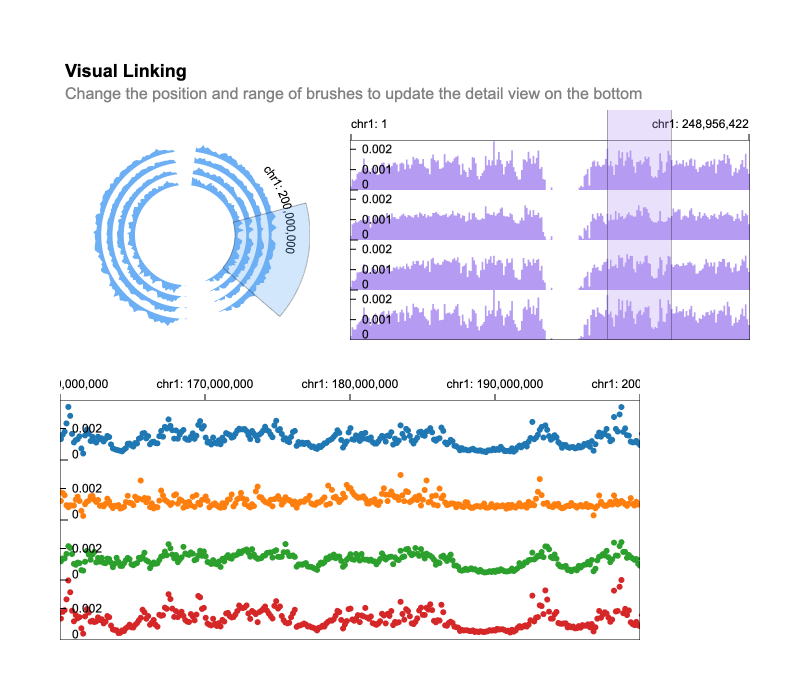 Visual Linking
Change the position and range of brushes to update the detail view on the bottom
chr1: 200,000,000
chr1: 1
chr1: 248,956,422
0.002
0.001
0
0.002
0.001
0
0.002
0.001
0
0.002
0.001
0
0,000,000
chr1: 170,000,000
chr1: 180,000,000
chr1: 190,000,000
chr1: 200
0.002
0
0.002
0
0.002
0
0.002
0